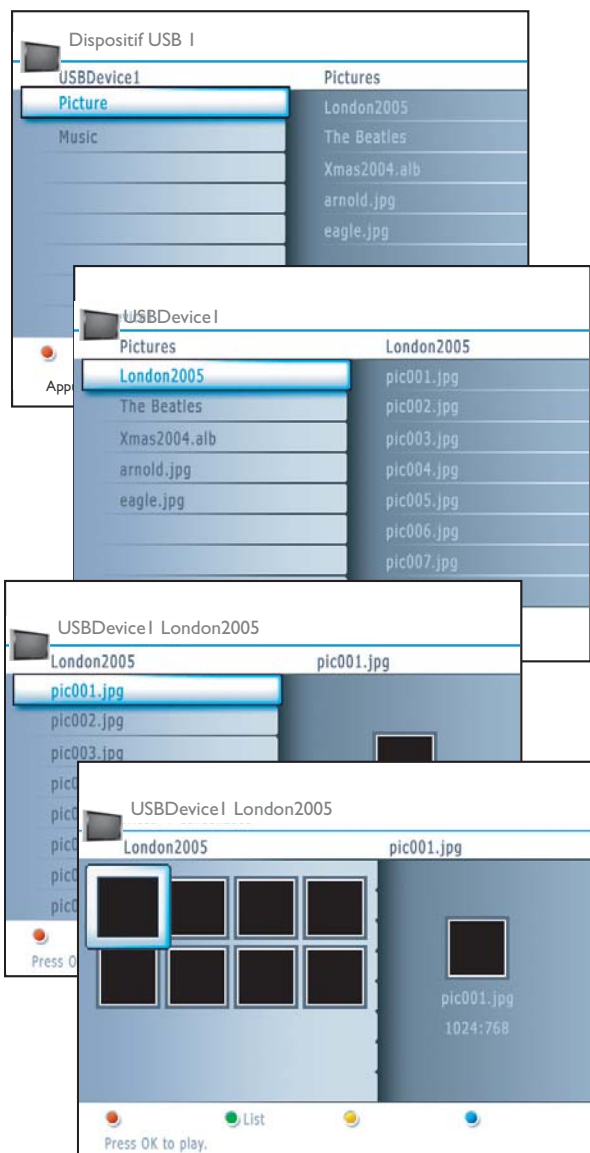 Dispositif USB 1
USBDevice1 Pictures
Picture London2005
Music The Beatles
Xmas2004.alb
arnold.jpg
eagle.jpg
USBDevice1
Pictures London2005
London2005 pic001.jpg
The Beatles pic002.jpg
Xmas2004.alb pic003.jpg
arnold.jpg pic004.jpg
eagle.jpg pic005.jpg
pic006.jpg
pic007.jpg
USBDevice1 London2005
London2005 pic001.jpg
pic001.jpg
pic002.jpg
pic003.jpg
USBDevice1 London2005
London2005 pic001.jpg
pic001.jpg
1024:768
List
Press OK to play.